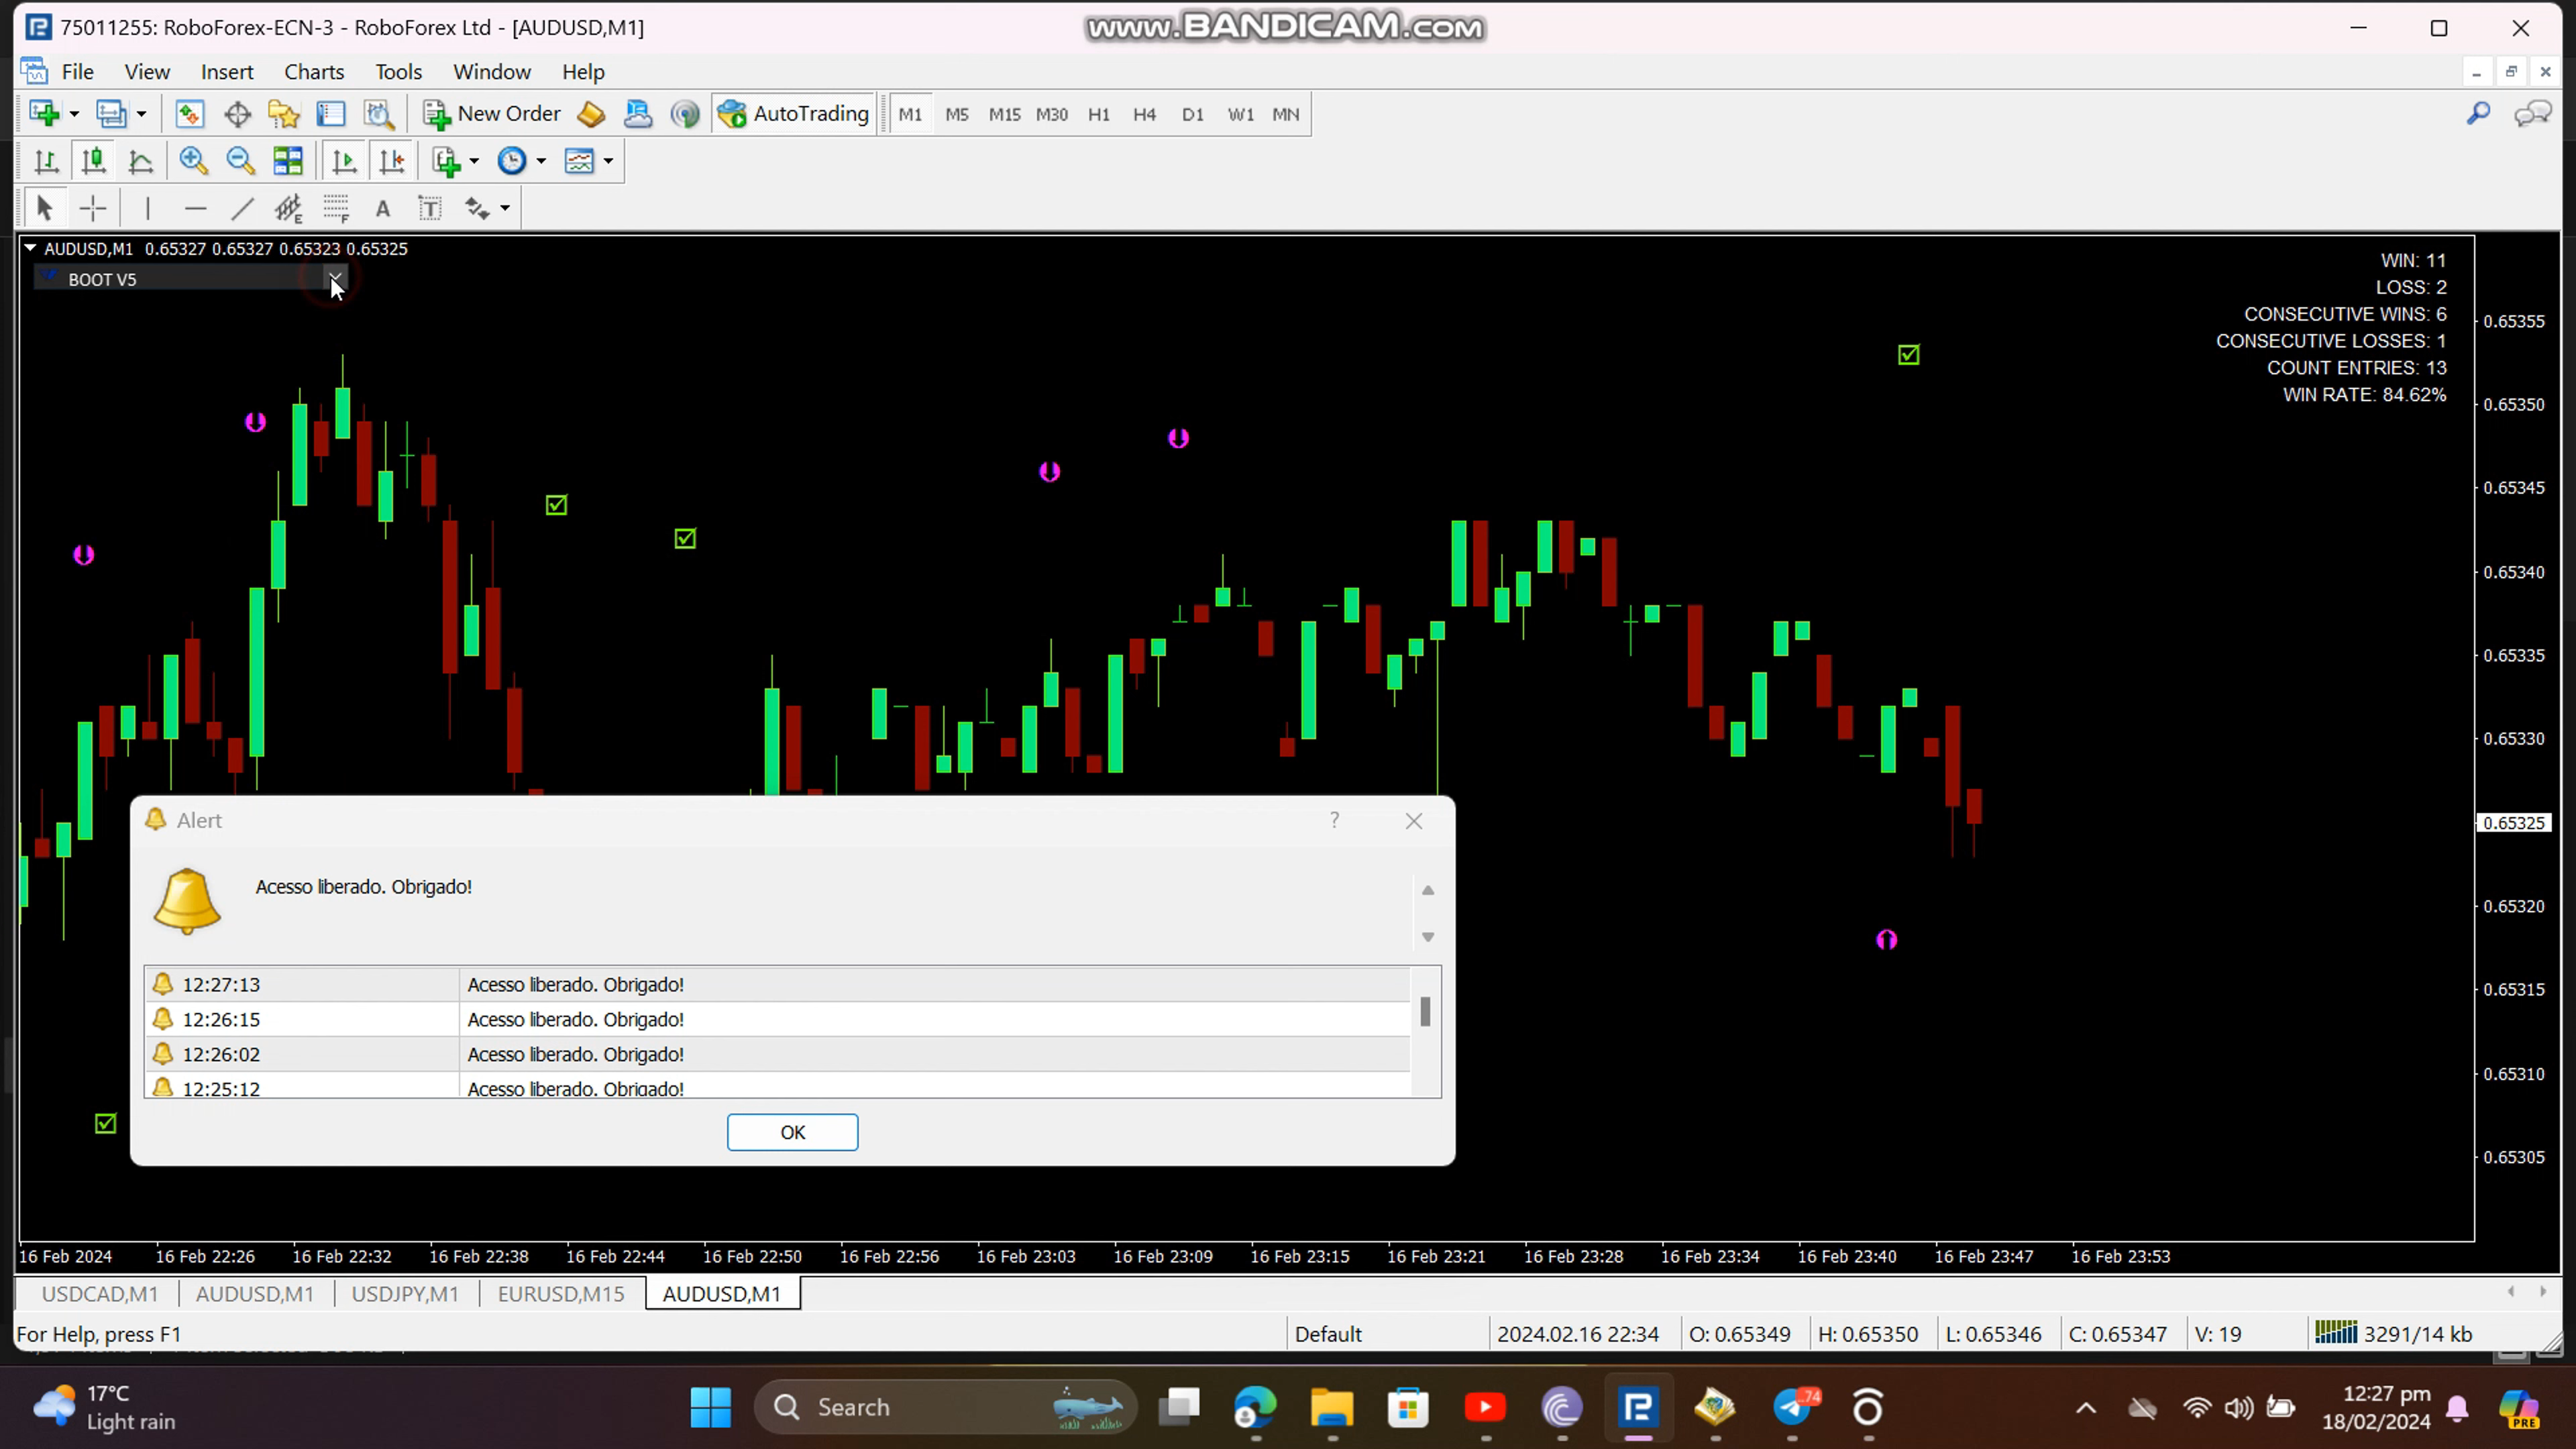 75011255: RoboForex-ECN-3 - RoboForex Ltd - [AUDUSD,M1]
www.BANDICAM.com
File View Insert Charts Tools Window Help
New Order AutoTrading M1 M5 M15 M30 H1 H4 D1 W1 MN
E F A T
AUDUSD,M1 0.65327 0.65327 0.65323 0.65325
BOOT V5
WIN: 11
LOSS: 2
CONSECUTIVE WINS: 6
CONSECUTIVE LOSSES: 1
COUNT ENTRIES: 13
WIN RATE: 84.62%
0.65355
0.65350
0.65345
0.65340
0.65335
0.65330
0.65325
0.65320
0.65315
0.65310
0.65305
Alert ?
Acesso liberado. Obrigado!
12:27:13 Acesso liberado. Obrigado!
12:26:15 Acesso liberado. Obrigado!
12:26:02 Acesso liberado. Obrigado!
12:25:12 Acesso liberado. Obrigado!
OK
16 Feb 2024 16 Feb 22:26 16 Feb 22:32 16 Feb 22:38 16 Feb 22:44 16 Feb 22:50 16 Feb 22:56 16 Feb 23:03 16 Feb 23:09 16 Feb 23:15 16 Feb 23:21 16 Feb 23:28 16 Feb 23:34 16 Feb 23:40 16 Feb 23:47 16 Feb 23:53
USDCAD,M1 AUDUSD,M1 USDJPY,M1 EURUSD,M15 AUDUSD,M1
For Help, press F1 Default 2024.02.16 22:34 O: 0.65349 H: 0.65350 L: 0.65346 C: 0.65347 V: 19 3291/14 kb
17°C
Light rain
Search
74
12:27 pm
18/02/2024
PRE